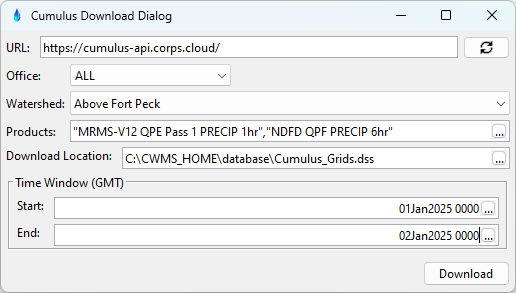 Cumulus Download Dialog
URL: https://cumulus-api.corps.cloud/
Office: ALL
Watershed: Above Fort Peck
Products: "MRMS-V12 QPE Pass 1 PRECIP 1hr","NDFD QPF PRECIP 6hr" ...
Download Location: C:\CWMS_HOME\database\Cumulus_Grids.dss ...
Time Window (GMT)
Start: 01Jan2025 0000 ...
End: 02Jan2025 0000 ...
Download